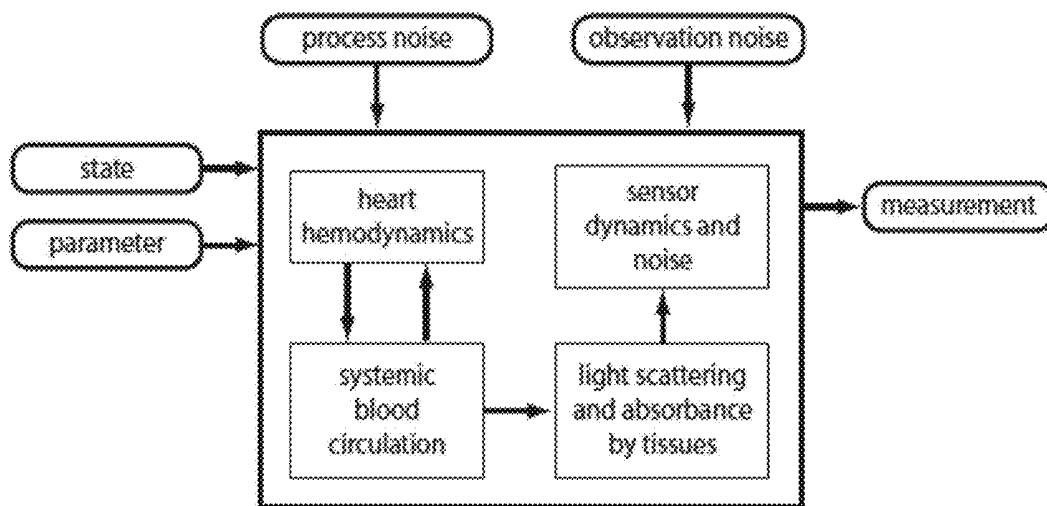 process noise
observation noise
state
parameter
heart
hemodynamics
sensor
dynamics and
noise
measurement
systemic
blood
circulation
light scattering
and absorbance
by tissues